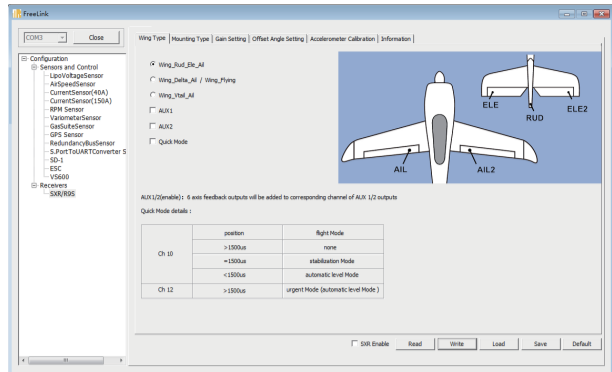 FreeLink
COM3 Close
Configuration
Sensors and Control
LipoVoltageSensor
AirSpeedSensor
CurrentSensor(40A)
CurrentSensor(150A)
RPM Sensor
VariometerSensor
GasSuiteSensor
GPS Sensor
RedundancyBusSensor
S.PortToUARTConverter S
SD-1
ESC
VS600
Receivers
SXR/R9S
Wing Type Mounting Type Gain Setting Offset Angle Setting Accelerometer Calibration Information
Wing_Rud_Ele_Ail
Wing_Delta_Ail / Wing_Flying
Wing_Vtail_Ail
AUX1
AUX2
Quick Mode
ELE RUD ELE2
AIL AIL2
AUX1/2(enable): 6 axis feedback outputs will be added to corresponding channel of AUX 1/2 outputs
Quick Mode details :
position flight Mode
Ch 10 >1500us none
=1500us stabilization Mode
<1500us automatic level Mode
Ch 12 >1500us urgent Mode (automatic level Mode )
SXR Enable Read Write Load Save Default